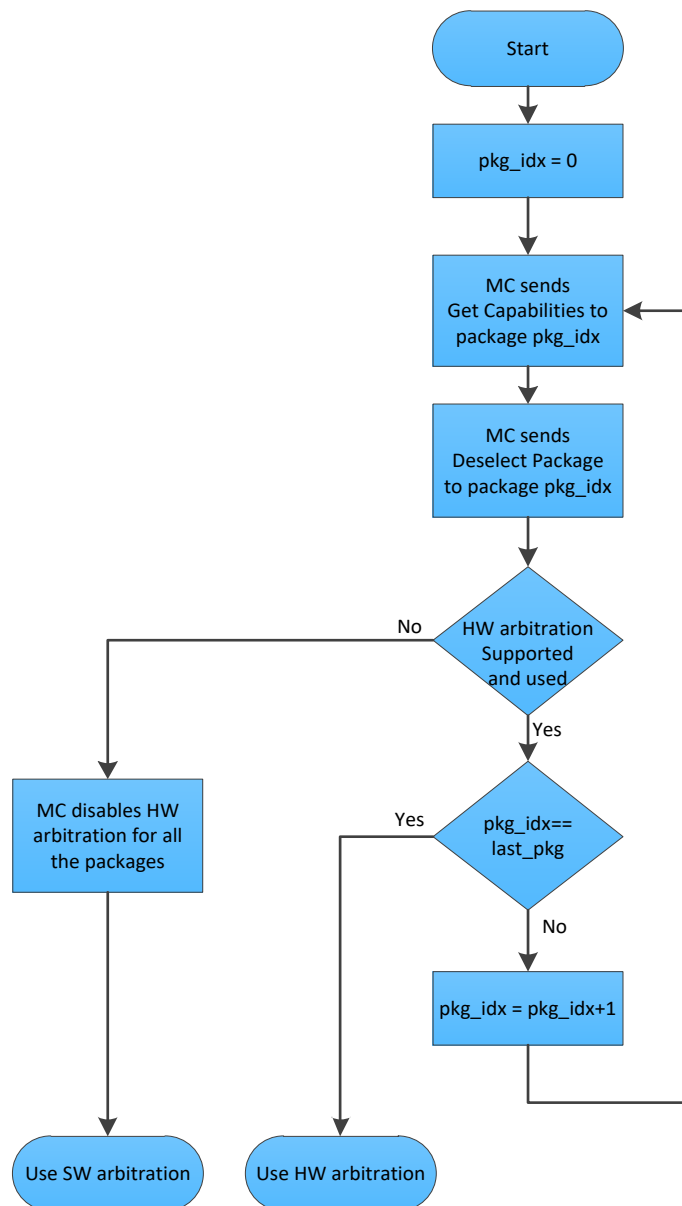 Start
pkg_idx = 0
MC sends
Get Capabilities to
package pkg_idx
MC sends
Deselect Package
to package pkg_idx
No
HW arbitration
Supported
and used
Yes
MC disables HW
arbitration for all
the packages
Yes
pkg_idx==
last_pkg
No
pkg_idx = pkg_idx+1
Use SW arbitration
Use HW arbitration